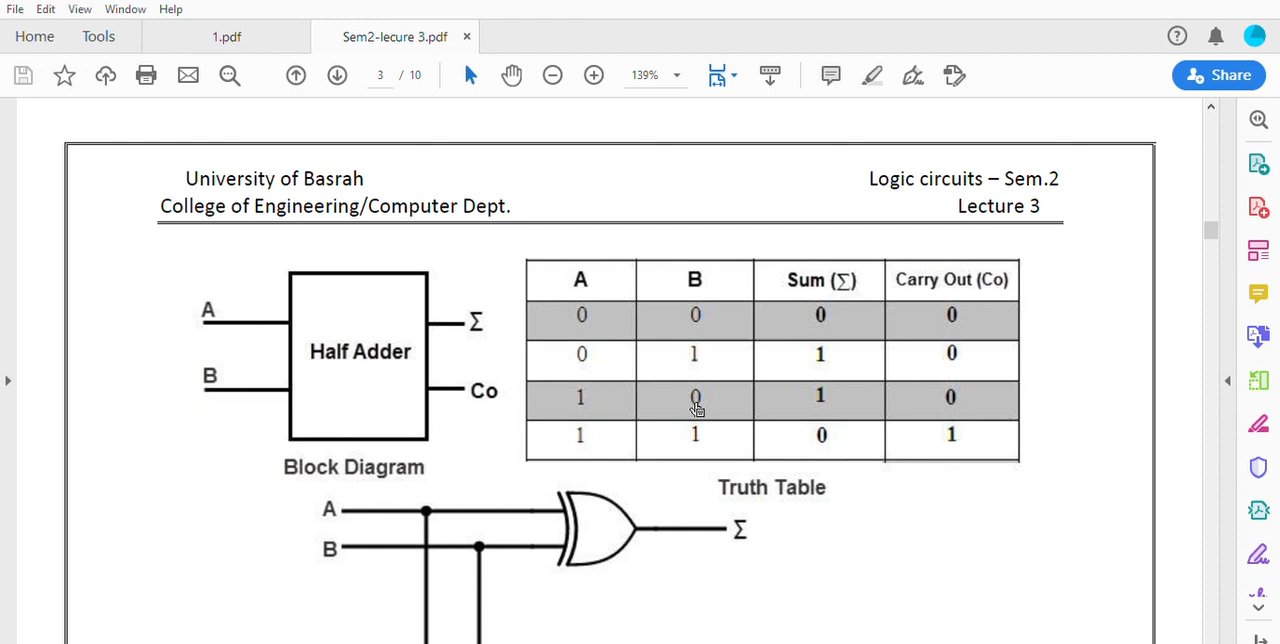 File Edit View Window Help
Home Tools 1.pdf Sem2-lecure 3.pdf ×
3 / 10 139% Share
University of Basrah Logic circuits – Sem.2
College of Engineering/Computer Dept. Lecture 3
A B Sum (∑) Carry Out (Co)
0 0 0 0
0 1 1 0
1 0 1 0
1 1 0 1
A Σ
Half Adder
B Co
Block Diagram
Truth Table
A
B Σ